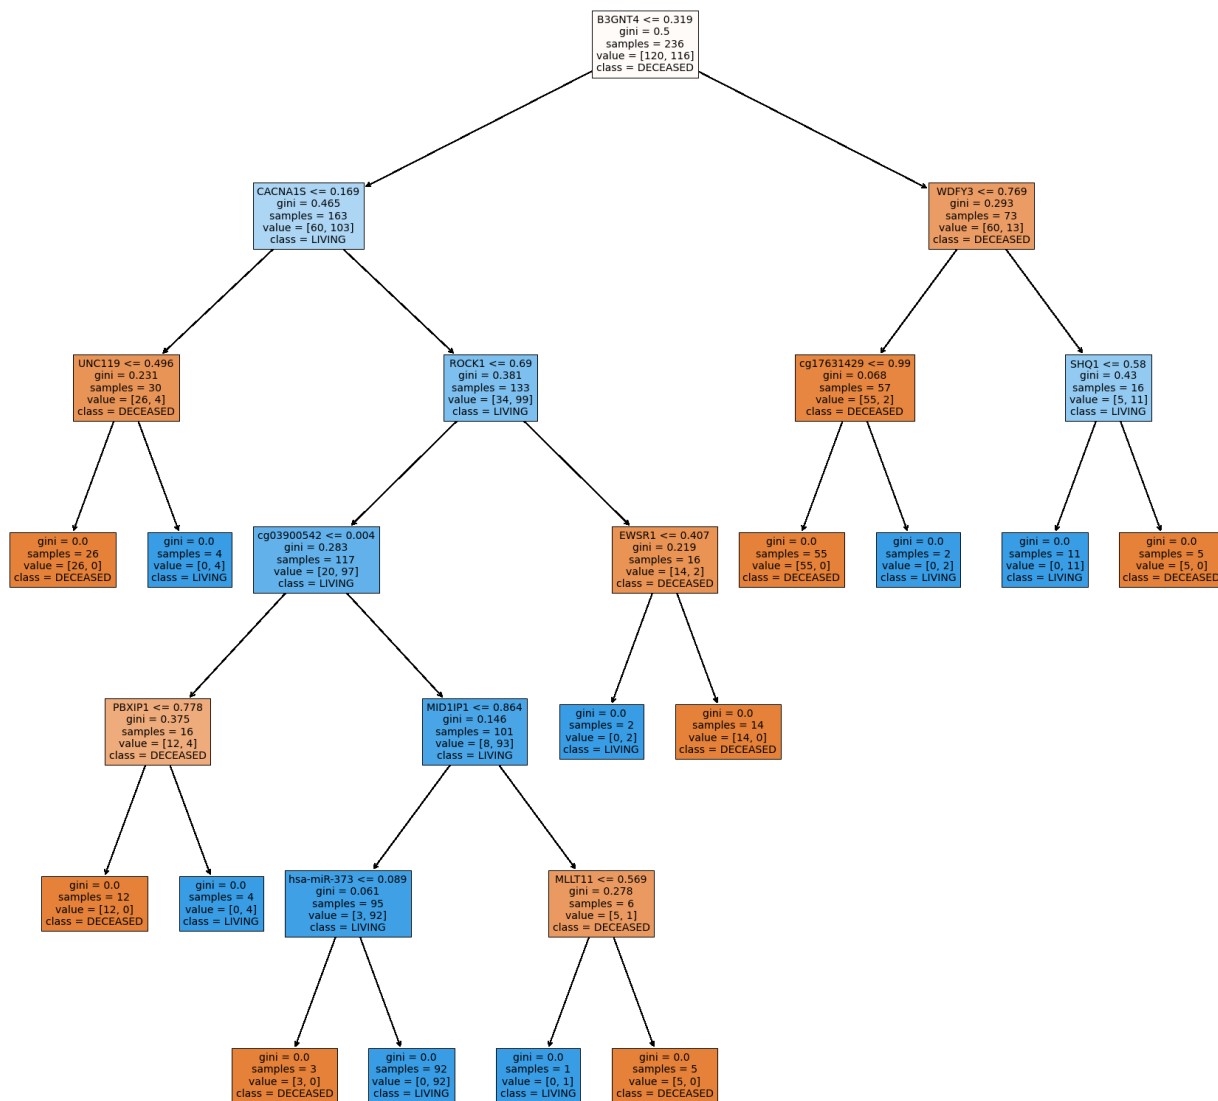 B3GNT4 <= 0.319
gini = 0.5
samples = 236
value = [120, 116]
class = DECEASED
CACNA1S <= 0.169
gini = 0.465
samples = 163
value = [60, 103]
class = LIVING
WDFY3 <= 0.769
gini = 0.293
samples = 73
value = [60, 13]
class = DECEASED
UNC119 <= 0.496
gini = 0.231
samples = 30
value = [26, 4]
class = DECEASED
ROCK1 <= 0.69
gini = 0.381
samples = 133
value = [34, 99]
class = LIVING
cg17631429 <= 0.99
gini = 0.068
samples = 57
value = [55, 2]
class = DECEASED
SHQ1 <= 0.58
gini = 0.43
samples = 16
value = [5, 11]
class = LIVING
gini = 0.0
samples = 26
value = [26, 0]
class = DECEASED
gini = 0.0
samples = 4
value = [0, 4]
class = LIVING
cg03900542 <= 0.004
gini = 0.283
samples = 117
value = [20, 97]
class = LIVING
EWSR1 <= 0.407
gini = 0.219
samples = 16
value = [14, 2]
class = DECEASED
gini = 0.0
samples = 55
value = [55, 0]
class = DECEASED
gini = 0.0
samples = 2
value = [0, 2]
class = LIVING
gini = 0.0
samples = 11
value = [0, 11]
class = LIVING
gini = 0.0
samples = 5
value = [5, 0]
class = DECEASED
PBXIP1 <= 0.778
gini = 0.375
samples = 16
value = [12, 4]
class = DECEASED
MID1IP1 <= 0.864
gini = 0.146
samples = 101
value = [8, 93]
class = LIVING
gini = 0.0
samples = 2
value = [0, 2]
class = LIVING
gini = 0.0
samples = 14
value = [14, 0]
class = DECEASED
gini = 0.0
samples = 12
value = [12, 0]
class = DECEASED
gini = 0.0
samples = 4
value = [0, 4]
class = LIVING
hsa-miR-373 <= 0.089
gini = 0.061
samples = 95
value = [3, 92]
class = LIVING
MLLT11 <= 0.569
gini = 0.278
samples = 6
value = [5, 1]
class = DECEASED
gini = 0.0
samples = 3
value = [3, 0]
class = DECEASED
gini = 0.0
samples = 92
value = [0, 92]
class = LIVING
gini = 0.0
samples = 1
value = [0, 1]
class = LIVING
gini = 0.0
samples = 5
value = [5, 0]
class = DECEASED